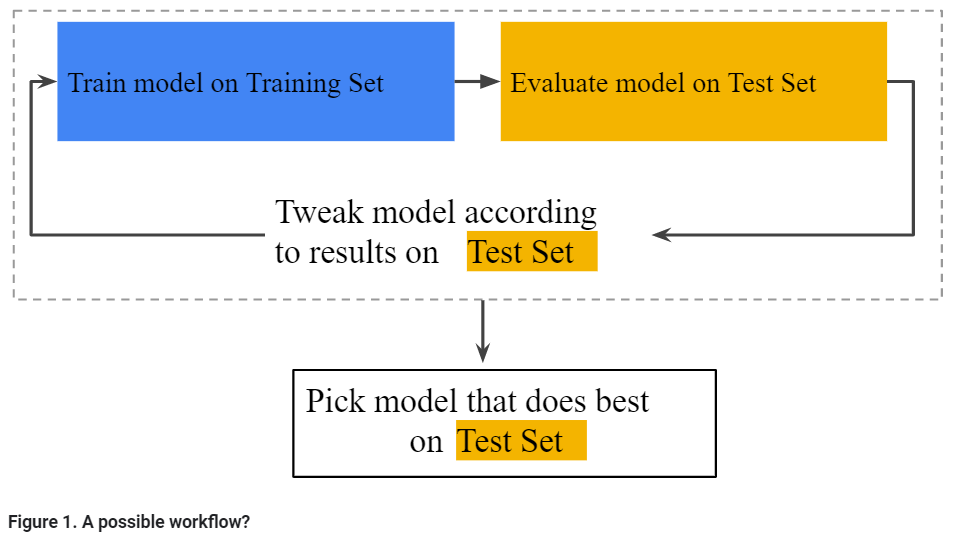 Train model on Training Set
Evaluate model on Test Set
Tweak model according
to results on Test Set
Pick model that does best
on Test Set
Figure 1. A possible workflow?